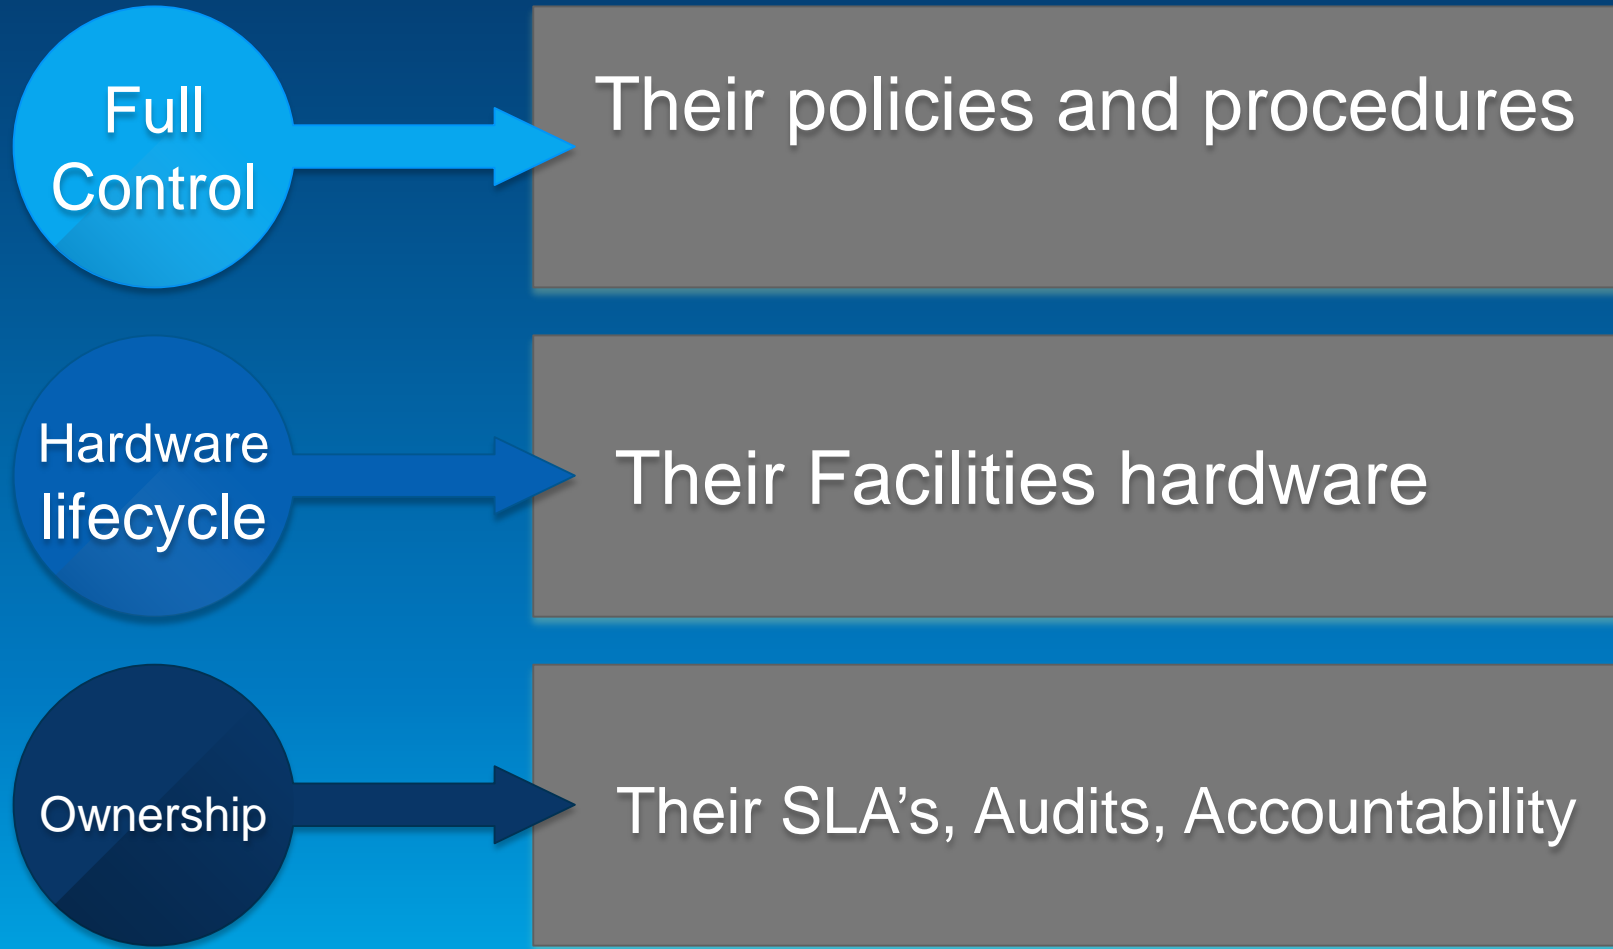 Full
Control
Their policies and procedures
Hardware
lifecycle
Their Facilities hardware
Ownership
Their SLA’s, Audits, Accountability